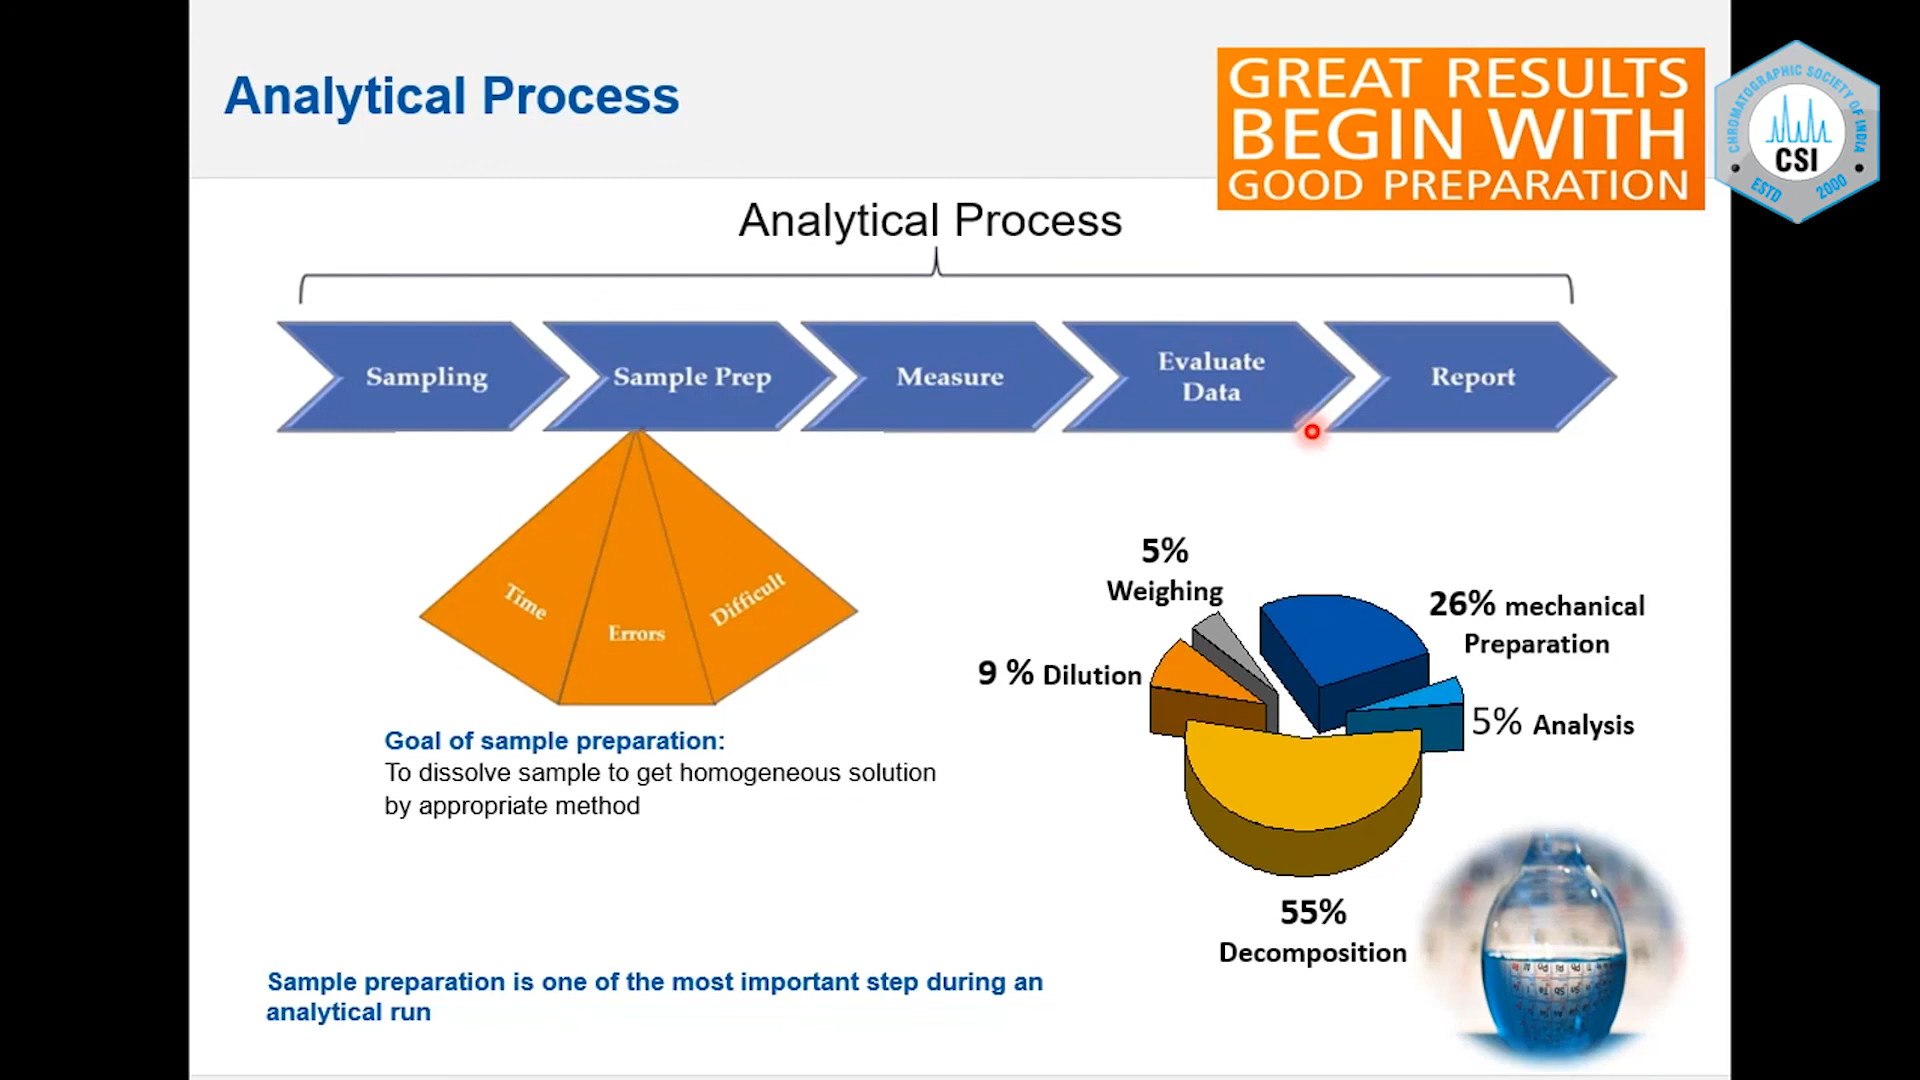 Analytical Process
GREAT RESULTS
BEGIN WITH
GOOD PREPARATION
CHROMATOGRAPHIC SOCIETY OF INDIA
CSI
ESTD 2000
Analytical Process
Sampling
Sample Prep
Measure
Evaluate
Data
Report
Time
Errors
Difficult
Goal of sample preparation:
To dissolve sample to get homogeneous solution
by appropriate method
5%
Weighing
26% mechanical
Preparation
9 % Dilution
5% Analysis
55%
Decomposition
Sample preparation is one of the most important step during an
analytical run